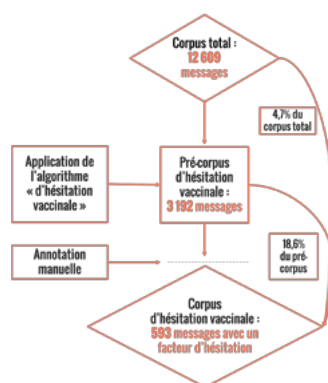 Corpus total :
12 609
messages
4,7% du
corpus total
Application de
l'algorithme
« d'hésitation
vaccinale »
Pré-corpus
d'hésitation
vaccinale :
3 192 messages
18,6%
du pré-
corpus
Annotation
manuelle
Corpus
d'hésitation vaccinale :
593 messages avec un
facteur d'hésitation